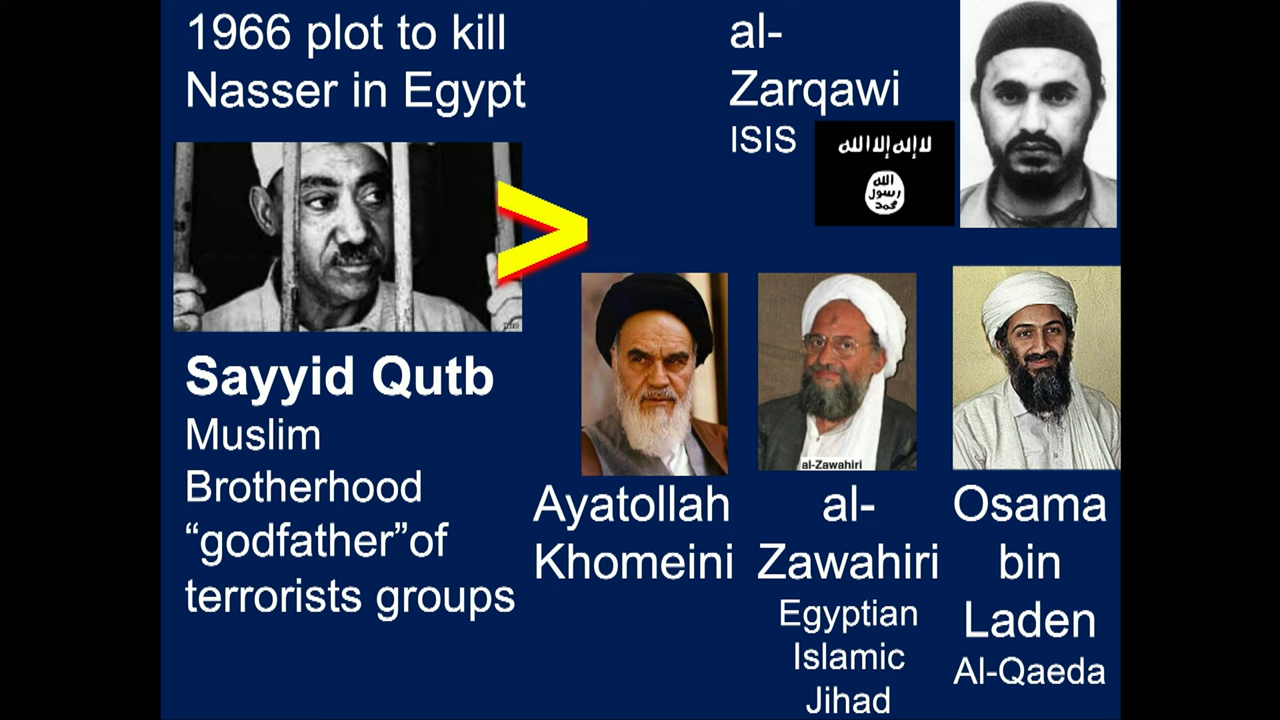 1966 plot to kill
Nasser in Egypt
Sayyid Qutb
Muslim
Brotherhood
“godfather”of
terrorists groups
>
al-
Zarqawi
ISIS
لا إله إلا الله
الله
رسول
محمد
Ayatollah
Khomeini
al-Zawahiri
al-
Zawahiri
Egyptian
Islamic
Jihad
Osama
bin
Laden
Al-Qaeda